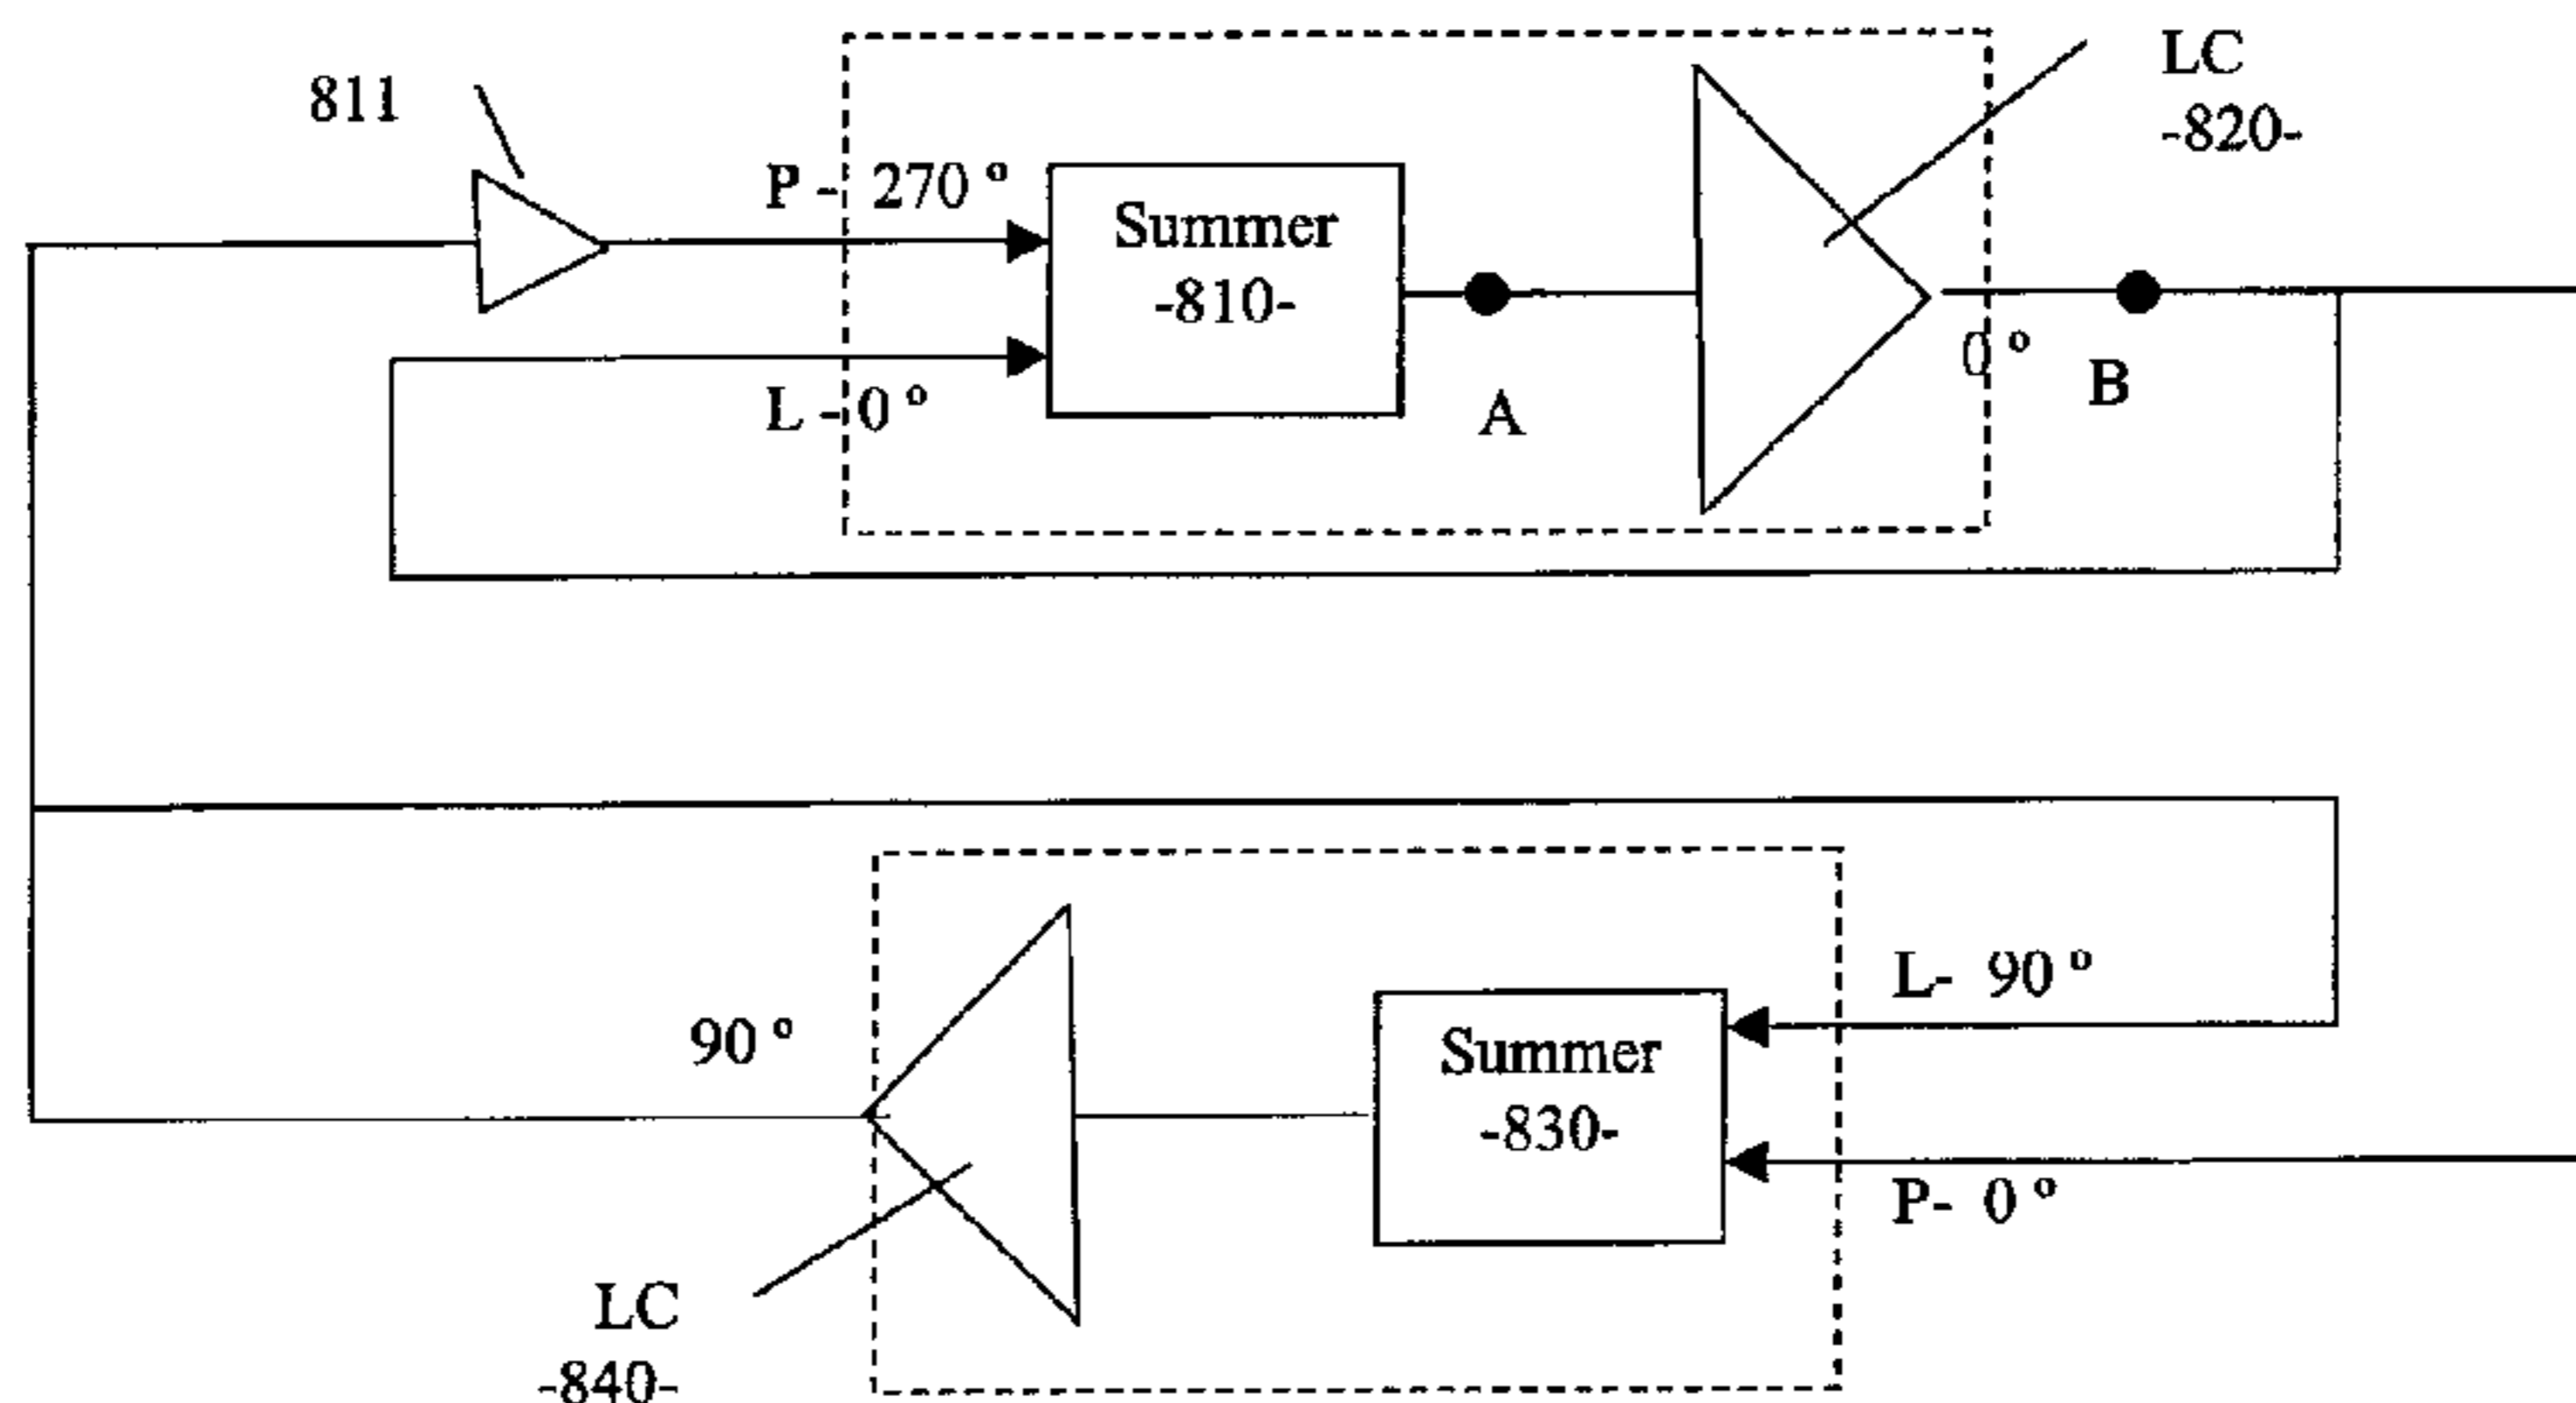 LC
-820-
811
P - 270 º
Summer
-810-
L - 0 º
A
0 º
B
90 º
L- 90 º
Summer
-830-
P- 0 º
LC
-840-